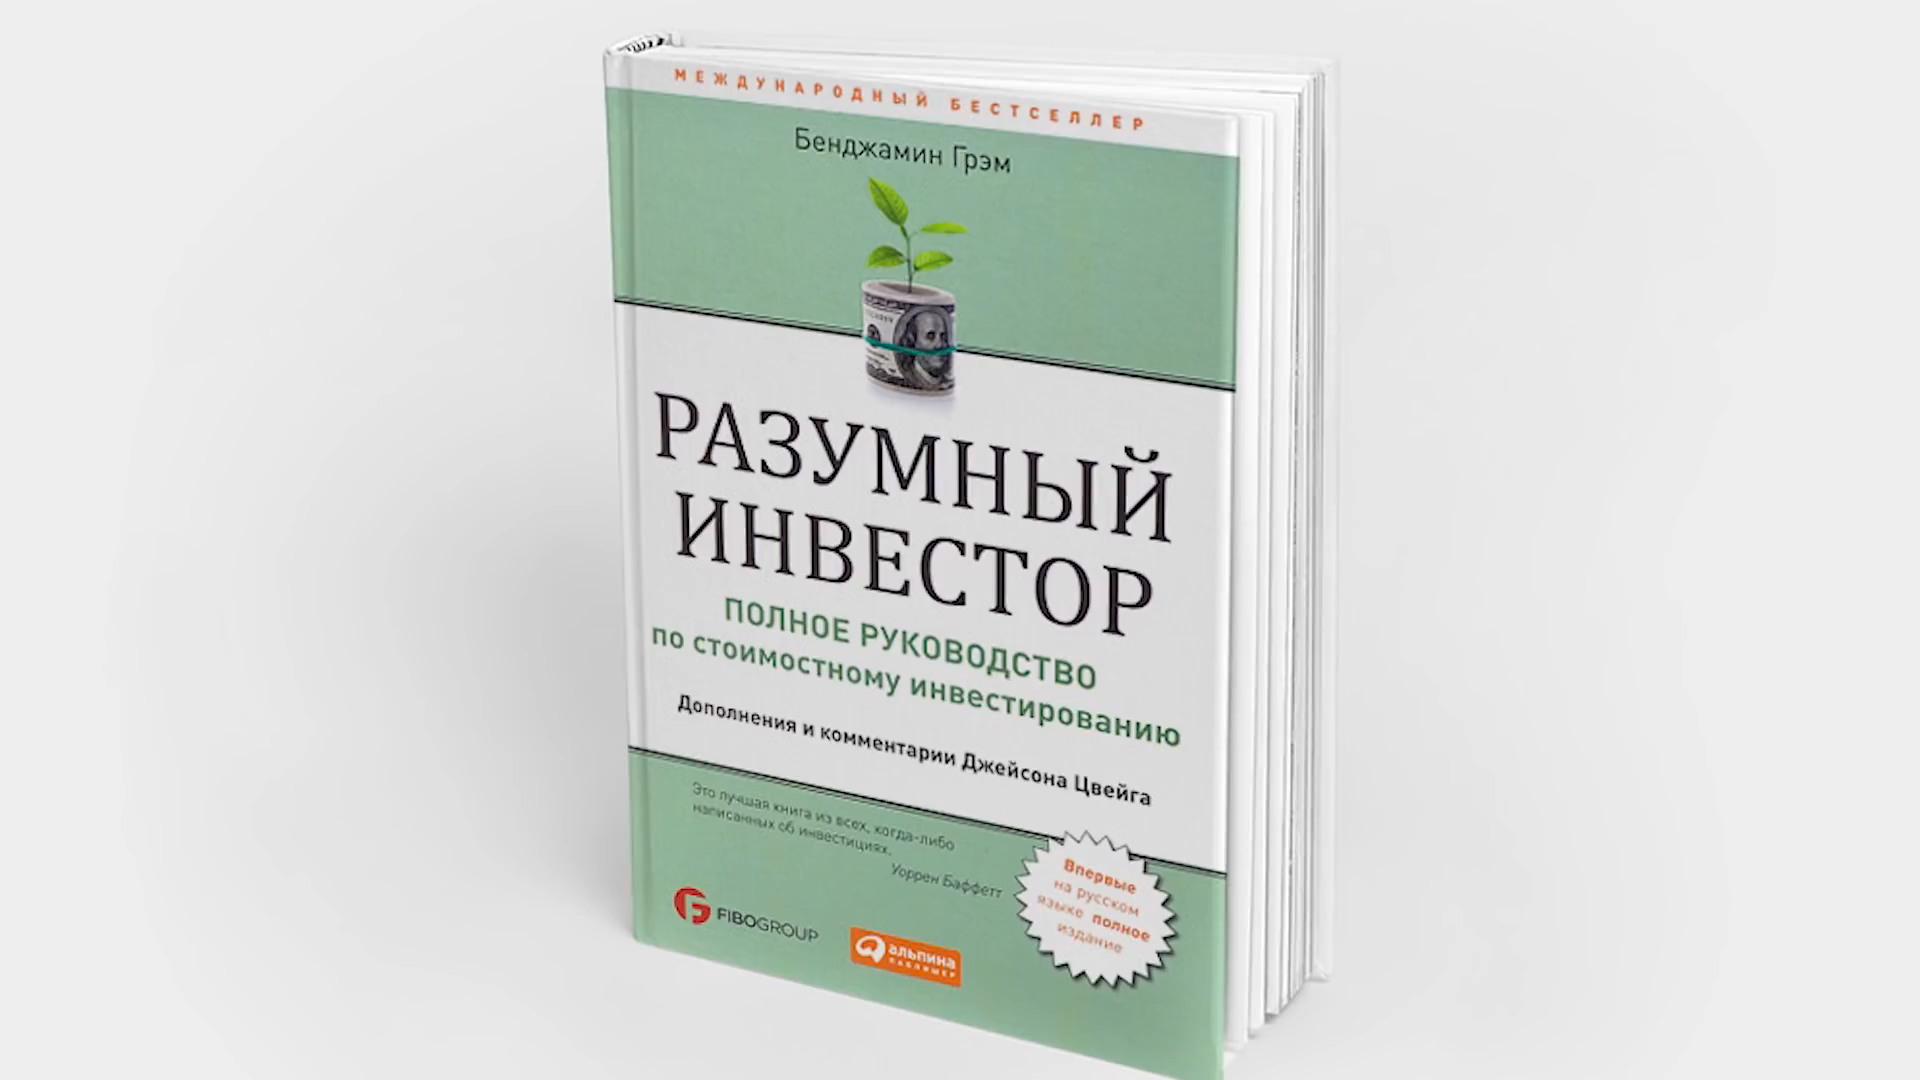 МЕЖДУНАРОДНЫЙ БЕСТСЕЛЛЕР
Бенджамин Грэм
РАЗУМНЫЙ
ИНВЕСТОР
ПОЛНОЕ РУКОВОДСТВО
по стоимостному инвестированию
Дополнения и комментарии Джейсона Цвейга
Это лучшая книга из всех, когда-либо
написанных об инвестициях.
Уоррен Баффетт
Впервые
на русском
языке полное
издание
FIBOGROUP
альпина
ПАБЛИШЕР